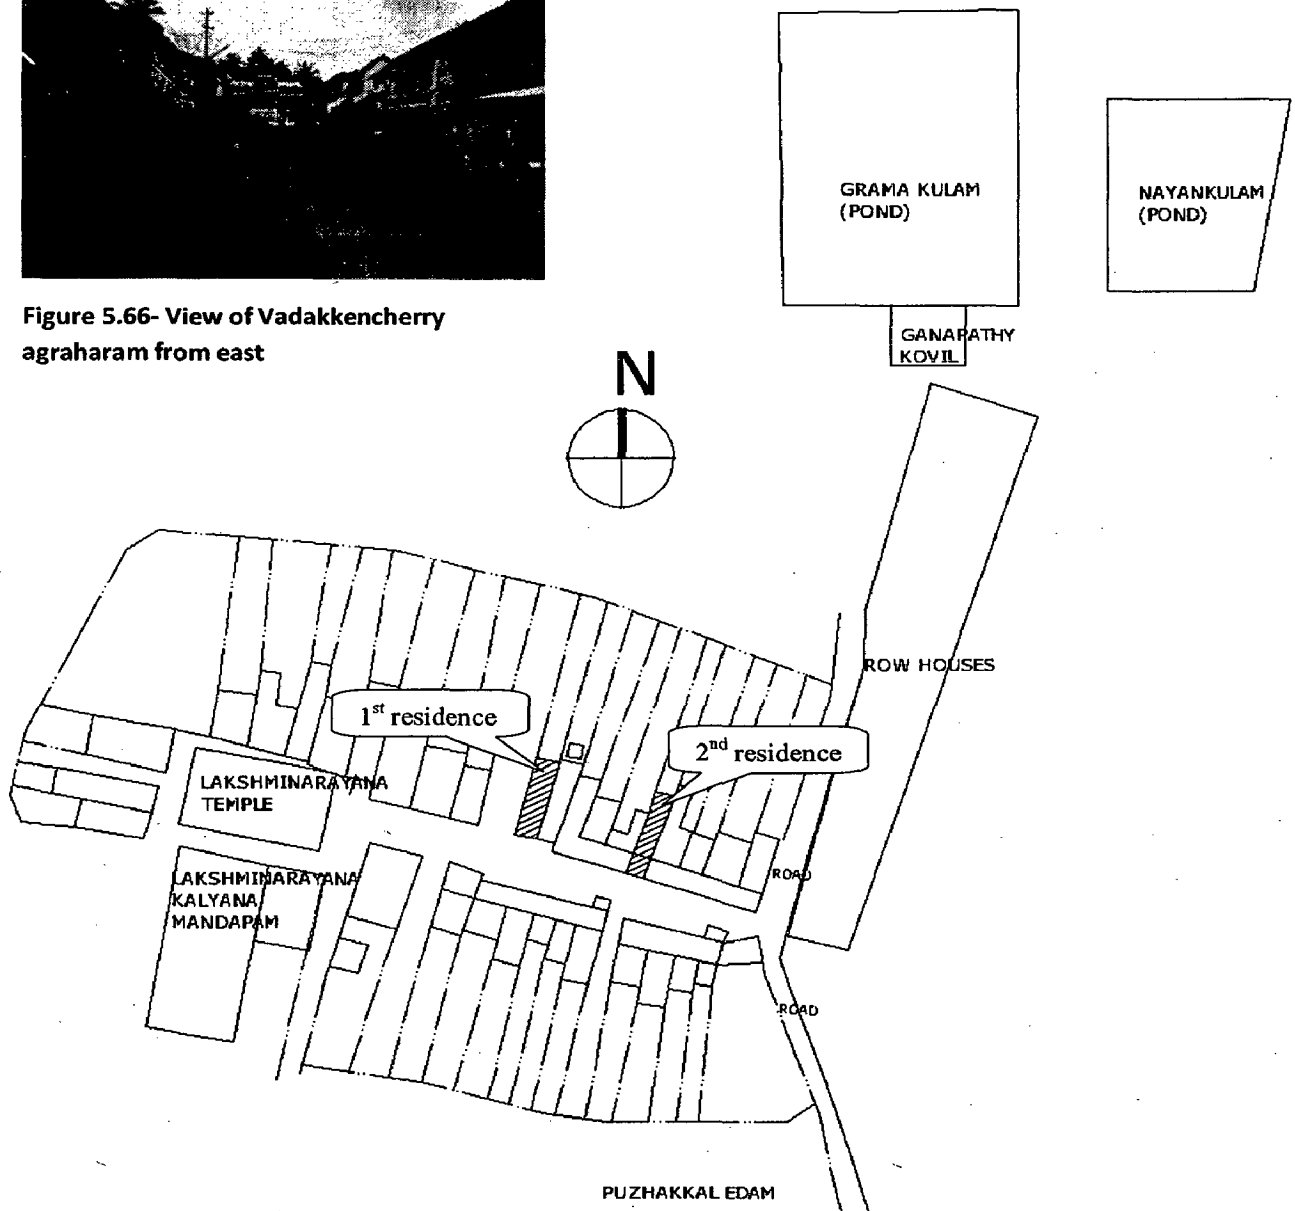 GRAMA KULAM
(POND)
NAYANKULAM
(POND)
Figure 5.66- View of Vadakkencherry
agraharam from east
GANAPATHY
KOVIL
N
ROW HOUSES
1st residence
2nd residence
LAKSHMINARAYANA
TEMPLE
LAKSHMINARAYANA
KALYANA
MANDAPAM
ROAD
ROAD
PUZHAKKAL EDAM